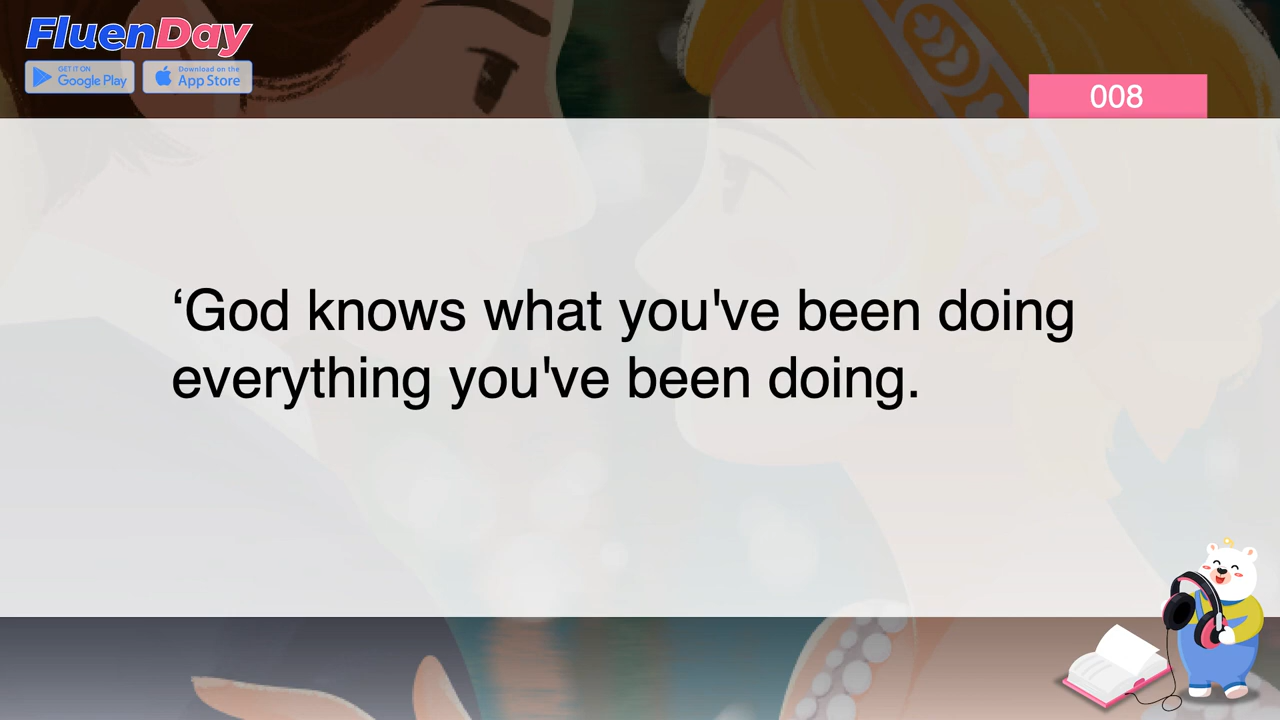 FluenDay
GET IT ON
Google Play
Download on the
App Store
008
‘God knows what you've been doing
everything you've been doing.